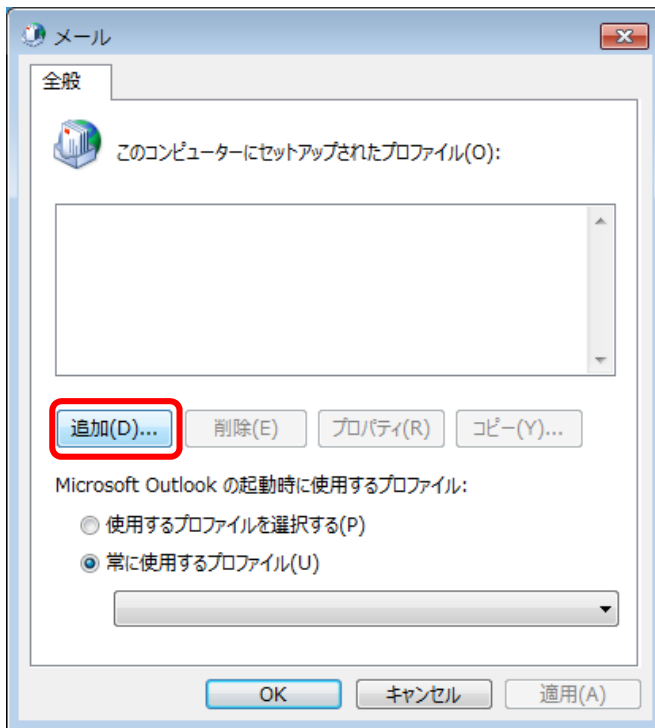 メール
全般
このコンピューターにセットアップされたプロファイル(O):
追加(D)... 削除(E) プロパティ(R) コピー(Y)...
Microsoft Outlook の起動時に使用するプロファイル:
使用するプロファイルを選択する(P)
常に使用するプロファイル(U)
OK キャンセル 適用(A)